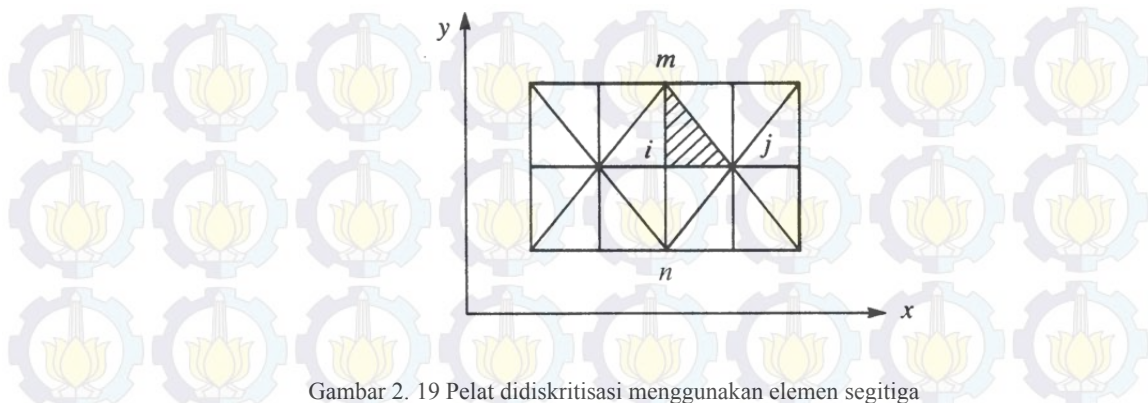 y
m
i
j
n
x
Gambar 2. 19 Pelat didiskritisasi menggunakan elemen segitiga